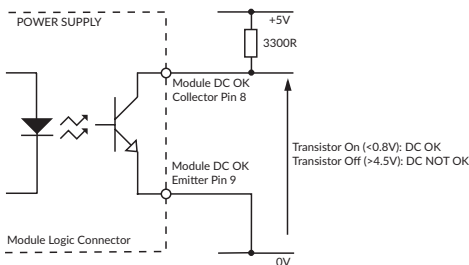 POWER SUPPLY
+5V
3300R
Module DC OK
Collector Pin 8
Transistor On (<0.8V): DC OK
Transistor Off (>4.5V): DC NOT OK
Module DC OK
Emitter Pin 9
Module Logic Connector
0V